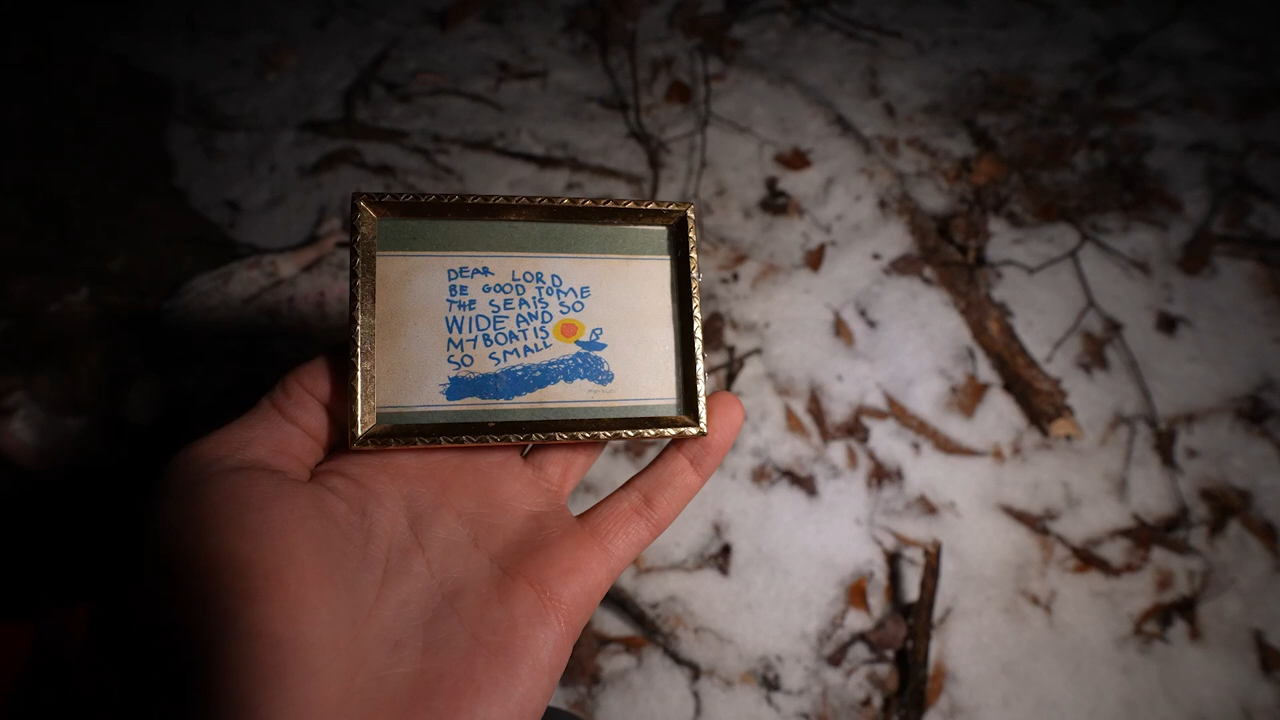 DEAR LORD
BE GOOD TO ME
THE SEA iS SO
WIDE AND
MY BOAT IS
SO SMALL